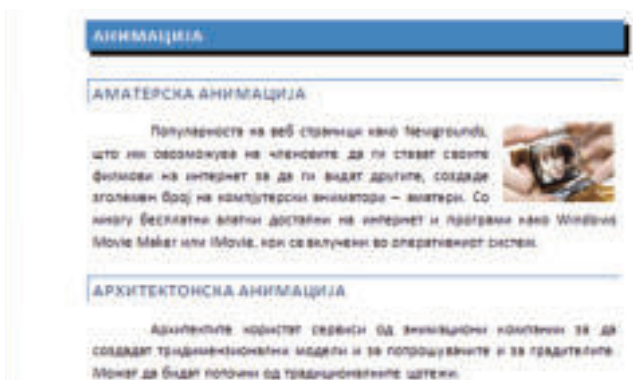 АНИМАЦИЈА
АМАТЕРСКА АНИМАЦИЈА
Популарноста на веб страници како Newgrounds,
што им овозможува на членовите да ги стават своите
филмови на интернет за да ги видат другите, создаде
зголемен број на компјутерски аниматори – аматери. Со
многу бесплатни алатки достапни на интернет и програми како Windows
Movie Maker или iMovie, кои се вклучени во оперативниот систем.
АРХИТЕКТОНСКА АНИМАЦИЈА
Архитектите користат сервиси од анимациони компании за да
создадат тридимензионални модели и за потрошувачите и за градителите.
Можат да бидат поточни од традиционалните цртежи.